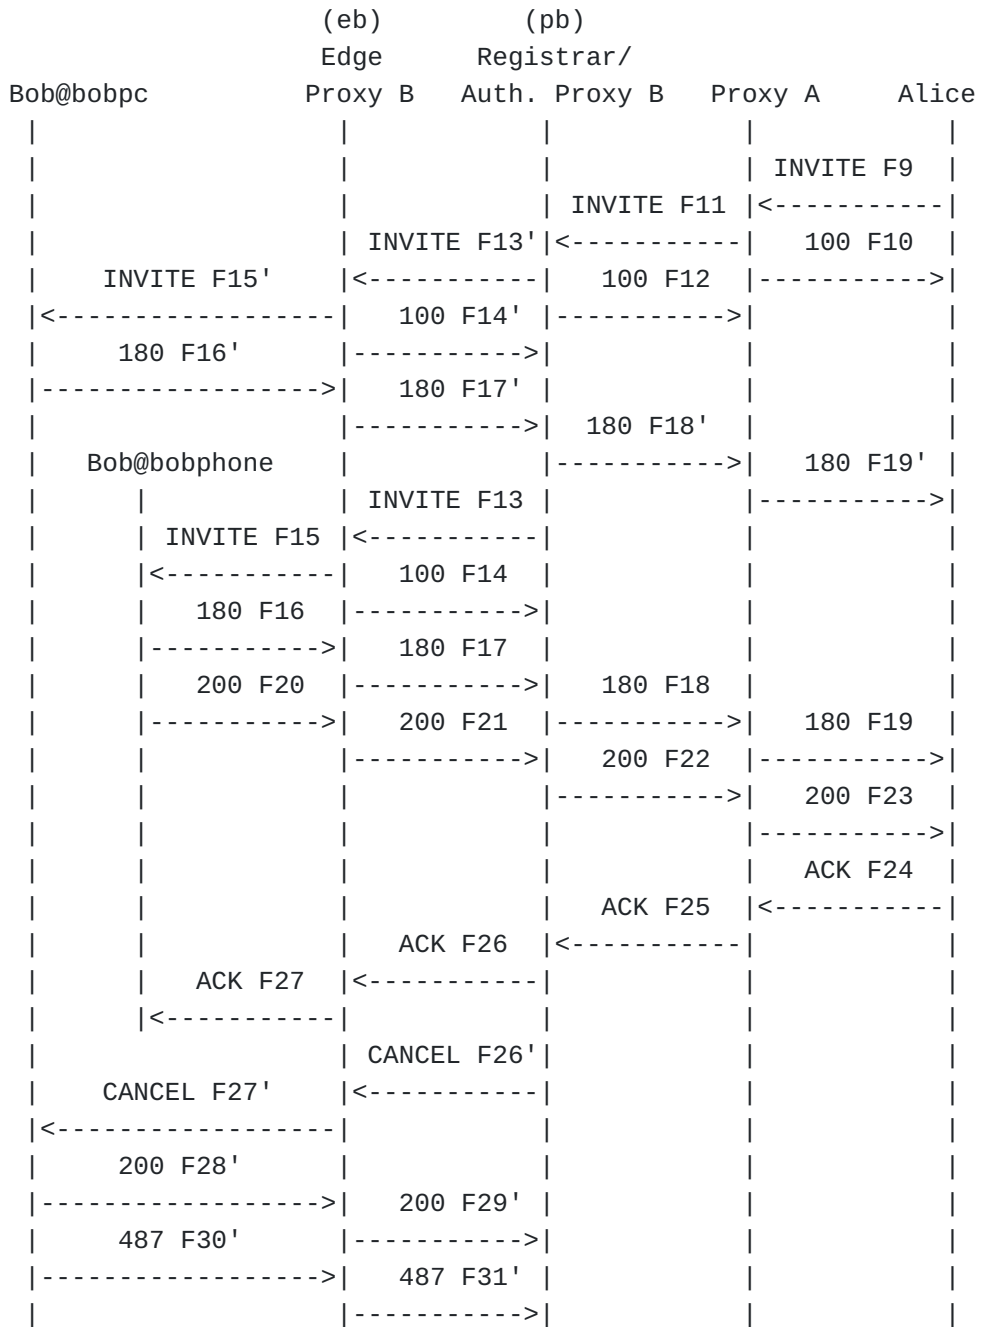 (eb) (pb)
Edge Registrar/
Bob@bobpc Proxy B Auth. Proxy B Proxy A Alice
INVITE F9
INVITE F11
INVITE F13' 100 F10
INVITE F15' 100 F12
100 F14'
180 F16'
180 F17'
180 F18'
Bob@bobphone 180 F19'
INVITE F13
INVITE F15
100 F14
180 F16
180 F17
200 F20 180 F18
200 F21 180 F19
200 F22
200 F23
ACK F24
ACK F25
ACK F26
ACK F27
CANCEL F26'
CANCEL F27'
200 F28'
200 F29'
487 F30'
487 F31'